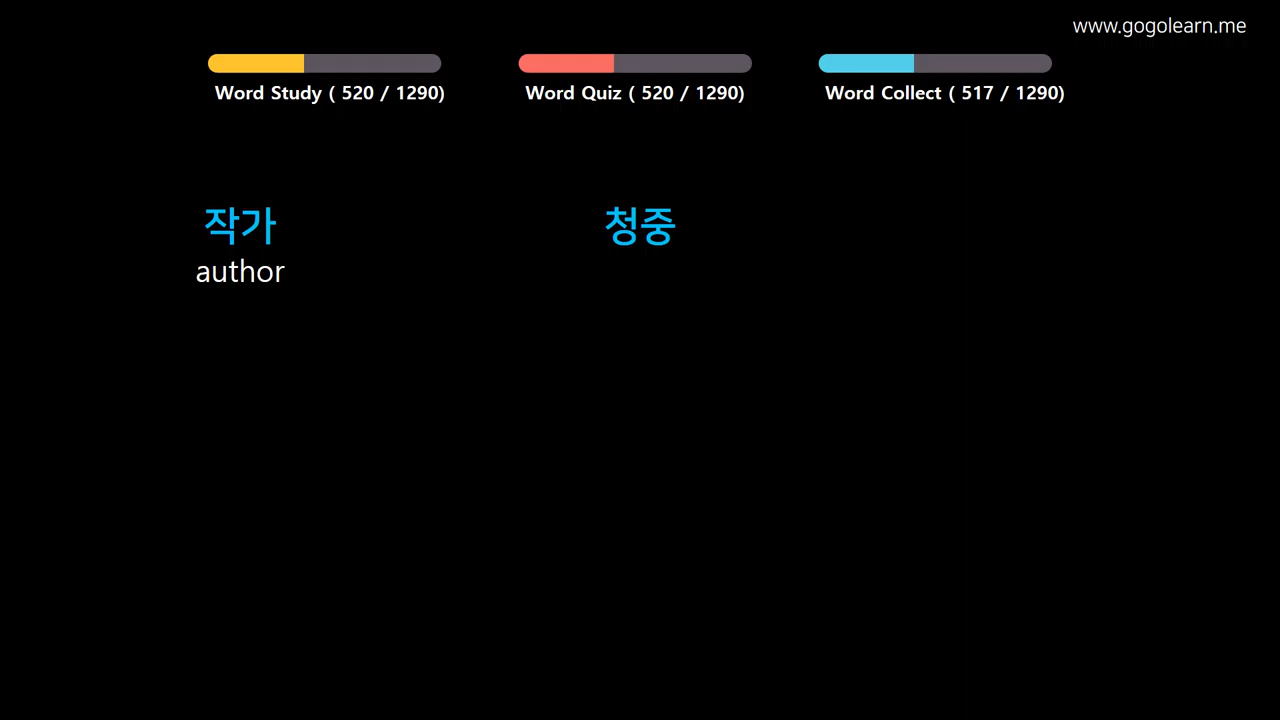 www.gogolearn.me
Word Study ( 520 / 1290)
Word Quiz ( 520 / 1290)
Word Collect ( 517 / 1290)
작가
청중
author